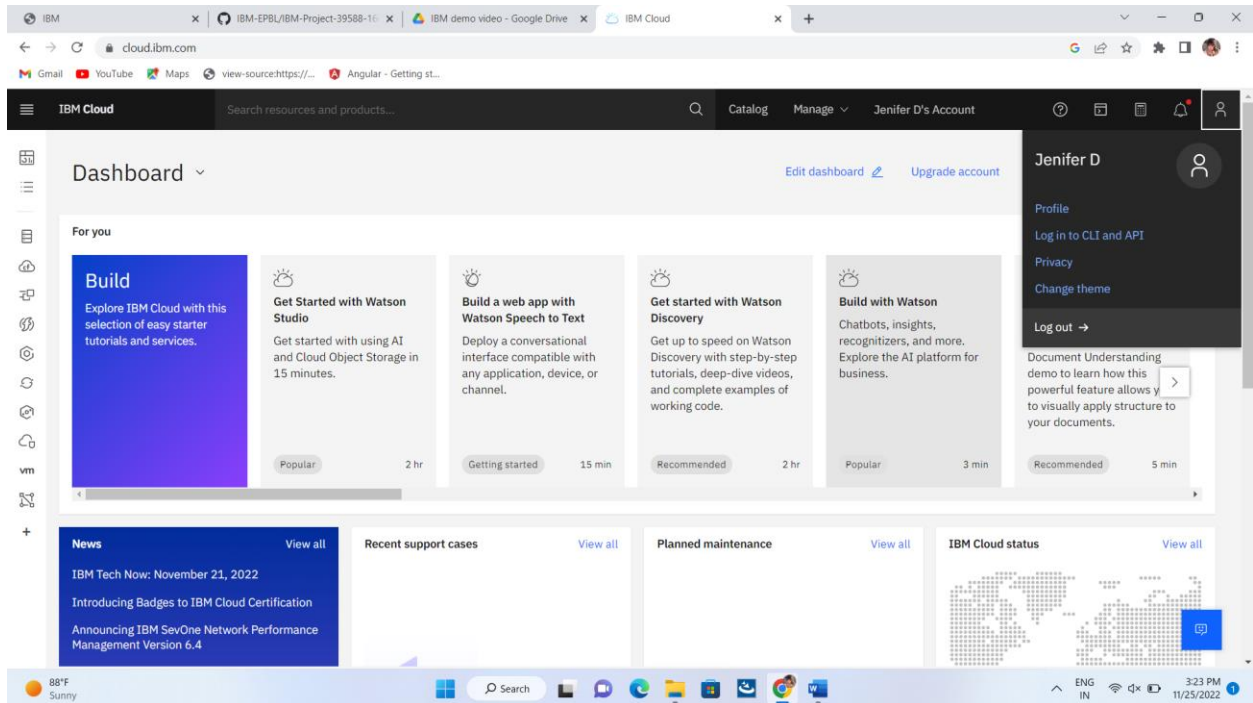 IBM
IBM-EPBL/IBM-Project-39588-16
IBM demo video - Google Drive
IBM Cloud
cloud.ibm.com
Gmail
YouTube
Maps
view-source:https://...
Angular - Getting st...
IBM Cloud
Search resources and products...
Catalog
Manage
Jenifer D's Account
Dashboard
Edit dashboard
Upgrade account
Jenifer D
Profile
Log in to CLI and API
Privacy
Change theme
Log out →
For you
Build
Explore IBM Cloud with this
selection of easy starter
tutorials and services.
Get Started with Watson
Studio
Get started with using AI
and Cloud Object Storage in
15 minutes.
Popular
2 hr
Build a web app with
Watson Speech to Text
Deploy a conversational
interface compatible with
any application, device, or
channel.
Getting started
15 min
Get started with Watson
Discovery
Get up to speed on Watson
Discovery with step-by-step
tutorials, deep-dive videos,
and complete examples of
working code.
Recommended
2 hr
Build with Watson
Chatbots, insights,
recognitizers, and more.
Explore the AI platform for
business.
Popular
3 min
Document Understanding
demo to learn how this
powerful feature allows y
to visually apply structure to
your documents.
Recommended
5 min
vm
News
View all
IBM Tech Now: November 21, 2022
Introducing Badges to IBM Cloud Certification
Announcing IBM SevOne Network Performance
Management Version 6.4
Recent support cases
View all
Planned maintenance
View all
IBM Cloud status
View all
88°F
Sunny
Search
ENG
IN
3:23 PM
11/25/2022
1